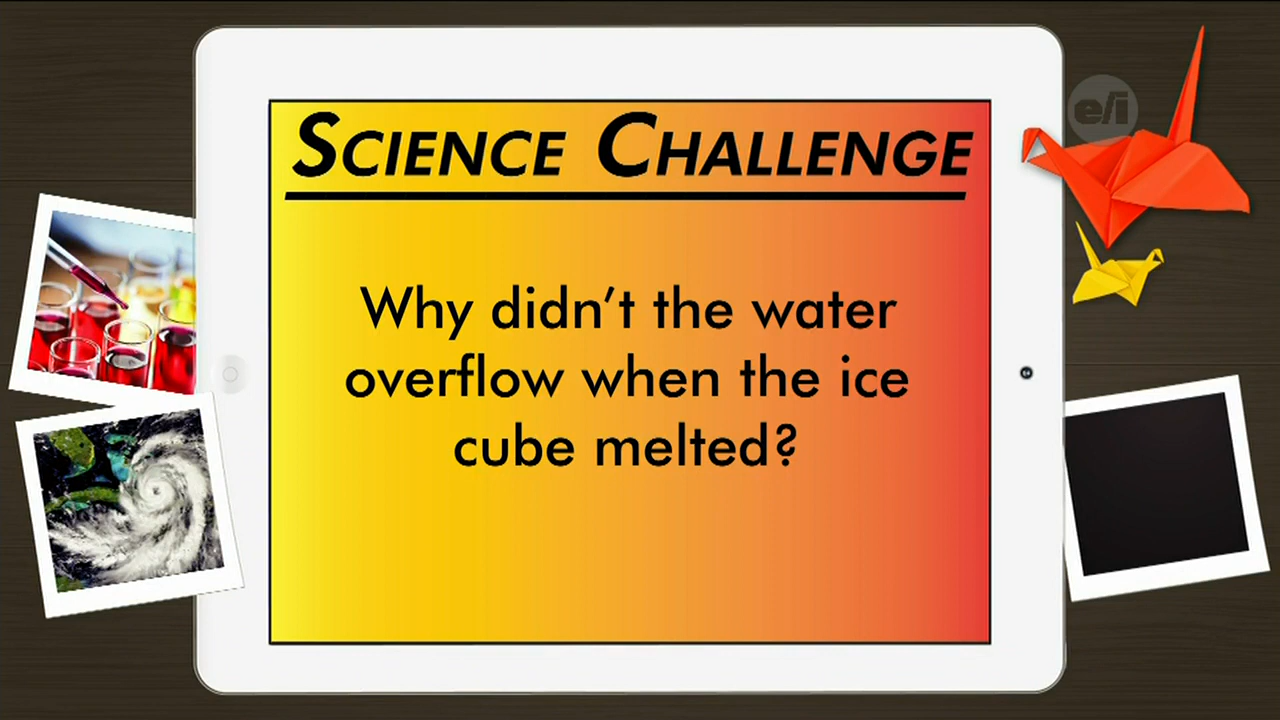 SCIENCE CHALLENGE
e/i
Why didn't the water
overflow when the ice
cube melted?